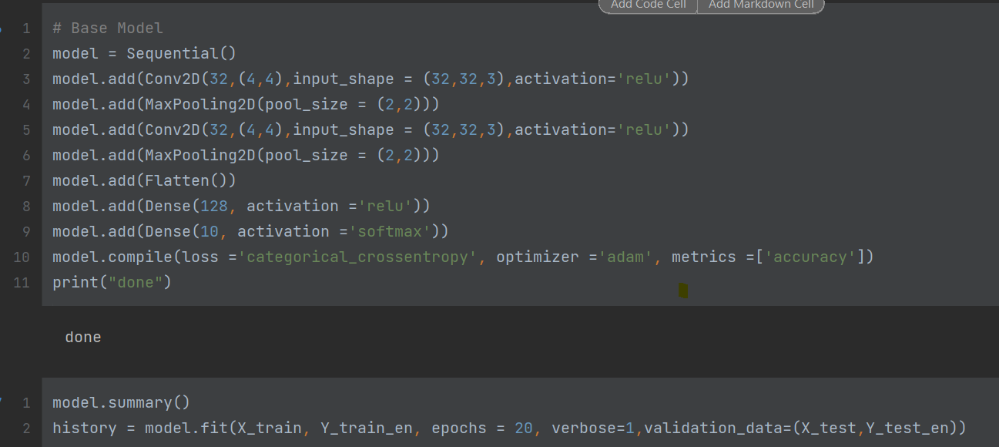 Add Code Cell Add Markdown Cell
1 # Base Model
2 model = Sequential()
3 model.add(Conv2D(32,(4,4),input_shape = (32,32,3),activation='relu'))
4 model.add(MaxPooling2D(pool_size = (2,2)))
5 model.add(Conv2D(32,(4,4),input_shape = (32,32,3),activation='relu'))
6 model.add(MaxPooling2D(pool_size = (2,2)))
7 model.add(Flatten())
8 model.add(Dense(128, activation ='relu'))
9 model.add(Dense(10, activation ='softmax'))
10 model.compile(loss ='categorical_crossentropy', optimizer ='adam', metrics =['accuracy'])
11 print("done")
done
1 model.summary()
2 history = model.fit(X_train, Y_train_en, epochs = 20, verbose=1,validation_data=(X_test,Y_test_en))